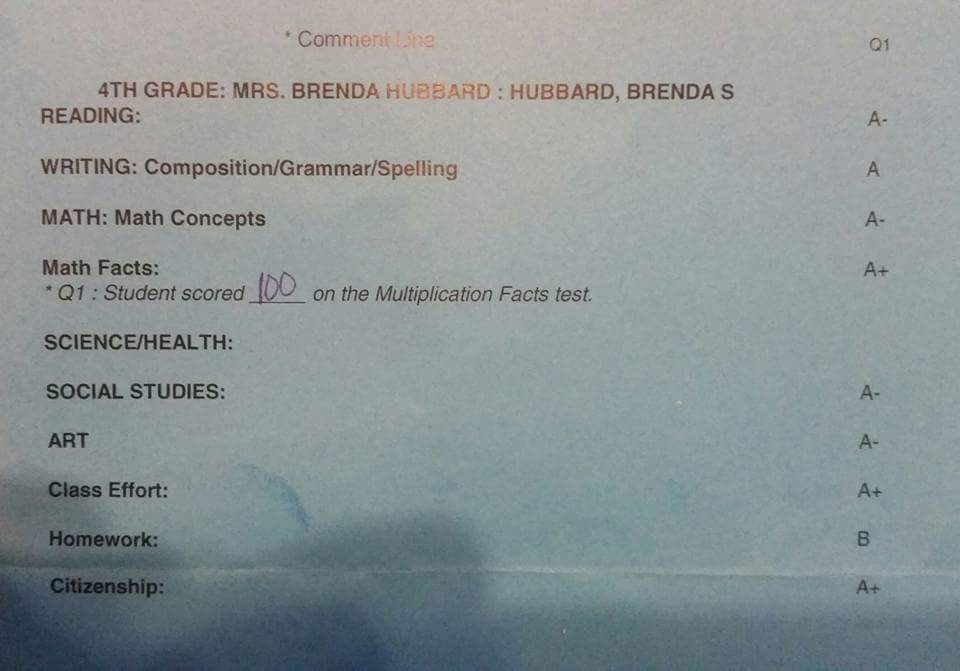 * Comment Line Q1
4TH GRADE: MRS. BRENDA HUBBARD : HUBBARD, BRENDA S
READING: A-
WRITING: Composition/Grammar/Spelling A
MATH: Math Concepts A-
Math Facts: A+
* Q1 : Student scored 100 on the Multiplication Facts test.
SCIENCE/HEALTH:
SOCIAL STUDIES: A-
ART A-
Class Effort: A+
Homework: B
Citizenship: A+